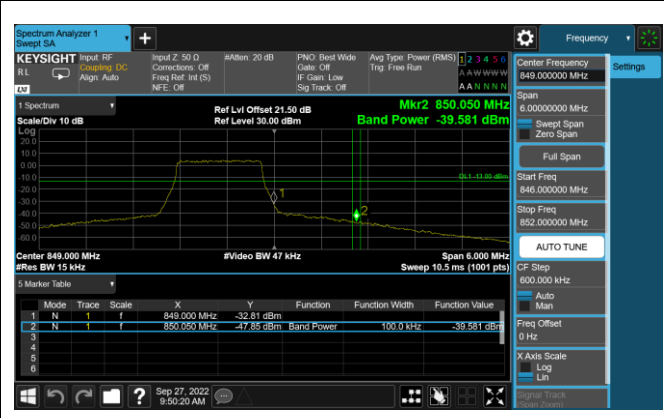 Spectrum Analyzer 1
Swept SA
Frequency
KEYSIGHT
RL
LXI
Input: RF
Coupling: DC
Align: Auto
Input Z: 50 Ω
Corrections: Off
Freq Ref: Int (S)
NFE: Off
#Atten: 20 dB
PNO: Best Wide
Gate: Off
IF Gain: Low
Sig Track: Off
Avg Type: Power (RMS)
Trig: Free Run
1 2 3 4 5 6
A A W W W W
A A N N N N
1 Spectrum
Scale/Div 10 dB
Ref Lvl Offset 21.50 dB
Ref Level 30.00 dBm
Mkr2 850.050 MHz
Band Power -39.581 dBm
Log
20.0
10.0
0.00
-10.0
-20.0
-30.0
-40.0
-50.0
-60.0
DL1 -13.00 dBm
1
2
Center 849.000 MHz
#Res BW 15 kHz
#Video BW 47 kHz
Span 6.000 MHz
Sweep 10.5 ms (1001 pts)
5 Marker Table
Mode Trace Scale X Y Function Function Width Function Value
1 N 1 f 849.000 MHz -32.81 dBm
2 N 1 f 850.050 MHz -47.85 dBm Band Power 100.0 kHz -39.581 dBm
3
4
5
6
Sep 27, 2022
9:50:20 AM
Center Frequency
849.000000 MHz
Span
6.00000000 MHz
Swept Span
Zero Span
Full Span
Start Freq
846.000000 MHz
Stop Freq
852.000000 MHz
AUTO TUNE
CF Step
600.000 kHz
Auto
Man
Freq Offset
0 Hz
X Axis Scale
Log
Lin
Signal Track
(Span Zoom)
Settings